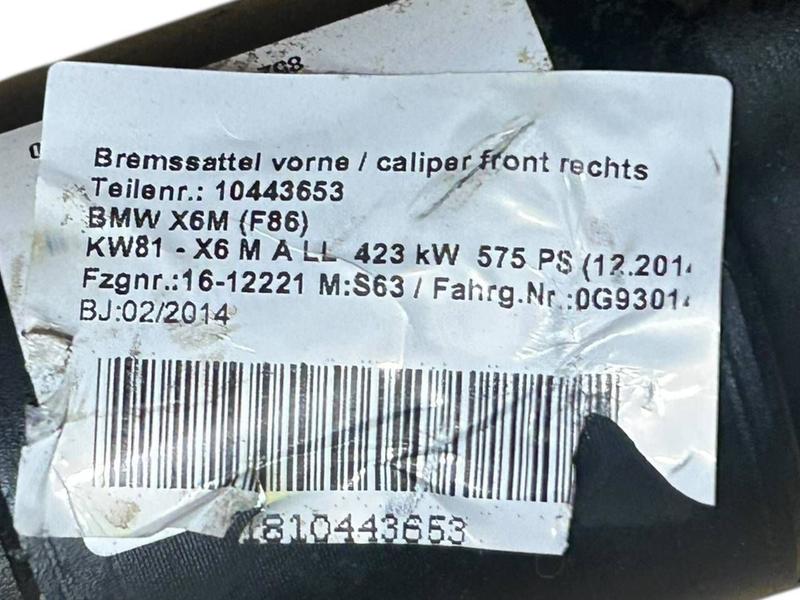 Bremssattel vorne / caliper front rechts
Teilenr.: 10443653
BMW X6M (F86)
KW81 - X6 M A LL 423 kW 575 PS (12.201
Fzgnr.:16-12221 M:S63 / Fahrg.Nr.:0G9301
BJ:02/2014
810443653